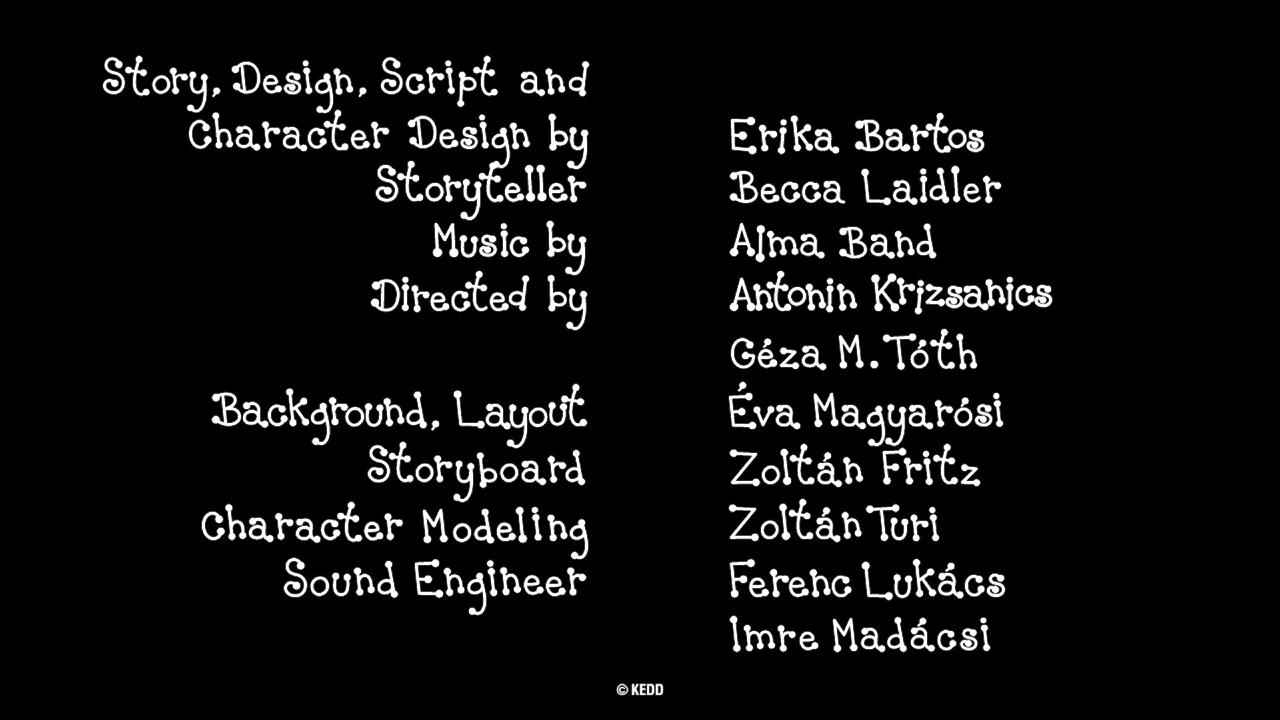 Story, Design, Script and
Character Design by Erika Bartos
Storyteller Becca Laidler
Music by Alma Band
Directed by Antonin Krizsanics
Géza M. Tóth
Background, Layout Éva Magyarósi
Storyboard Zoltán Fritz
Character Modeling Zoltán Turi
Sound Engineer Ferenc Lukács
Imre Madácsi
© KEDD